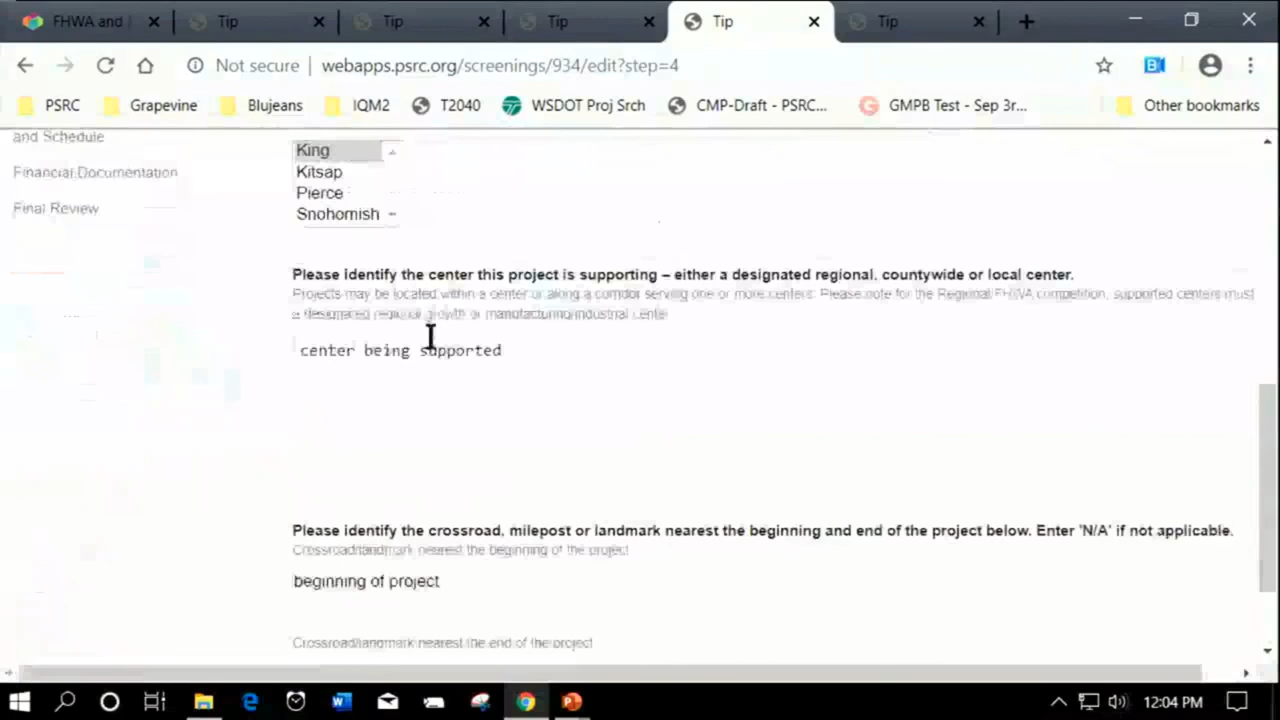 FHWA and
Tip
Tip
Tip
Tip
Tip
Not secure
webapps.psrc.org/screenings/934/edit?step=4
PSRC
Grapevine
Blujeans
IQM2
T2040
WSDOT Proj Srch
CMP-Draft - PSRC...
GMPB Test - Sep 3r...
Other bookmarks
and Schedule
Financial Documentation
Final Review
King
Kitsap
Pierce
Snohomish
Please identify the center this project is supporting – either a designated regional, countywide or local center.
Projects may be located within a center or along a corridor serving one or more centers. Please note for the Regional FHWA competition, supported centers must
a designated regional growth or manufacturing/industrial center
center being supported
Please identify the crossroad, milepost or landmark nearest the beginning and end of the project below. Enter 'N/A' if not applicable.
Crossroad/landmark nearest the beginning of the project
beginning of project
Crossroad/landmark nearest the end of the project
12:04 PM